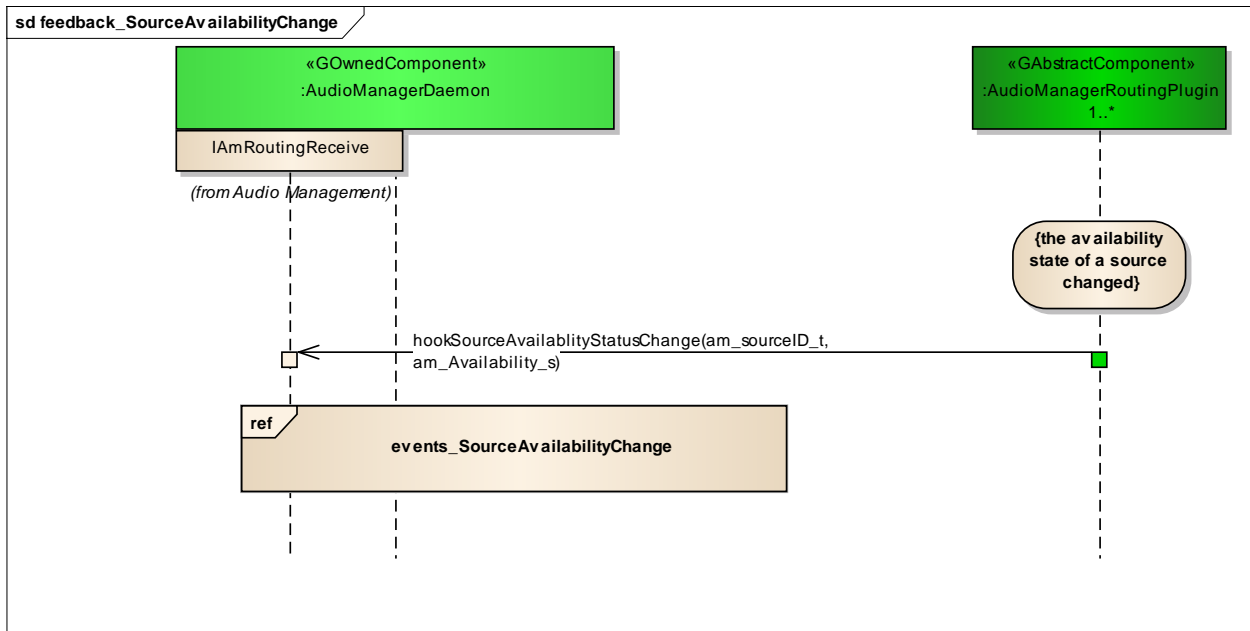 sd feedback_SourceAvailabilityChange
«GOwnedComponent»
:AudioManagerDaemon
«GAbstractComponent»
:AudioManagerRoutingPlugin
1..*
IAmRoutingReceive
(from Audio Management)
{the availability
state of a source
changed}
hookSourceAvailablityStatusChange(am_sourceID_t,
am_Availability_s)
ref
events_SourceAvailabilityChange